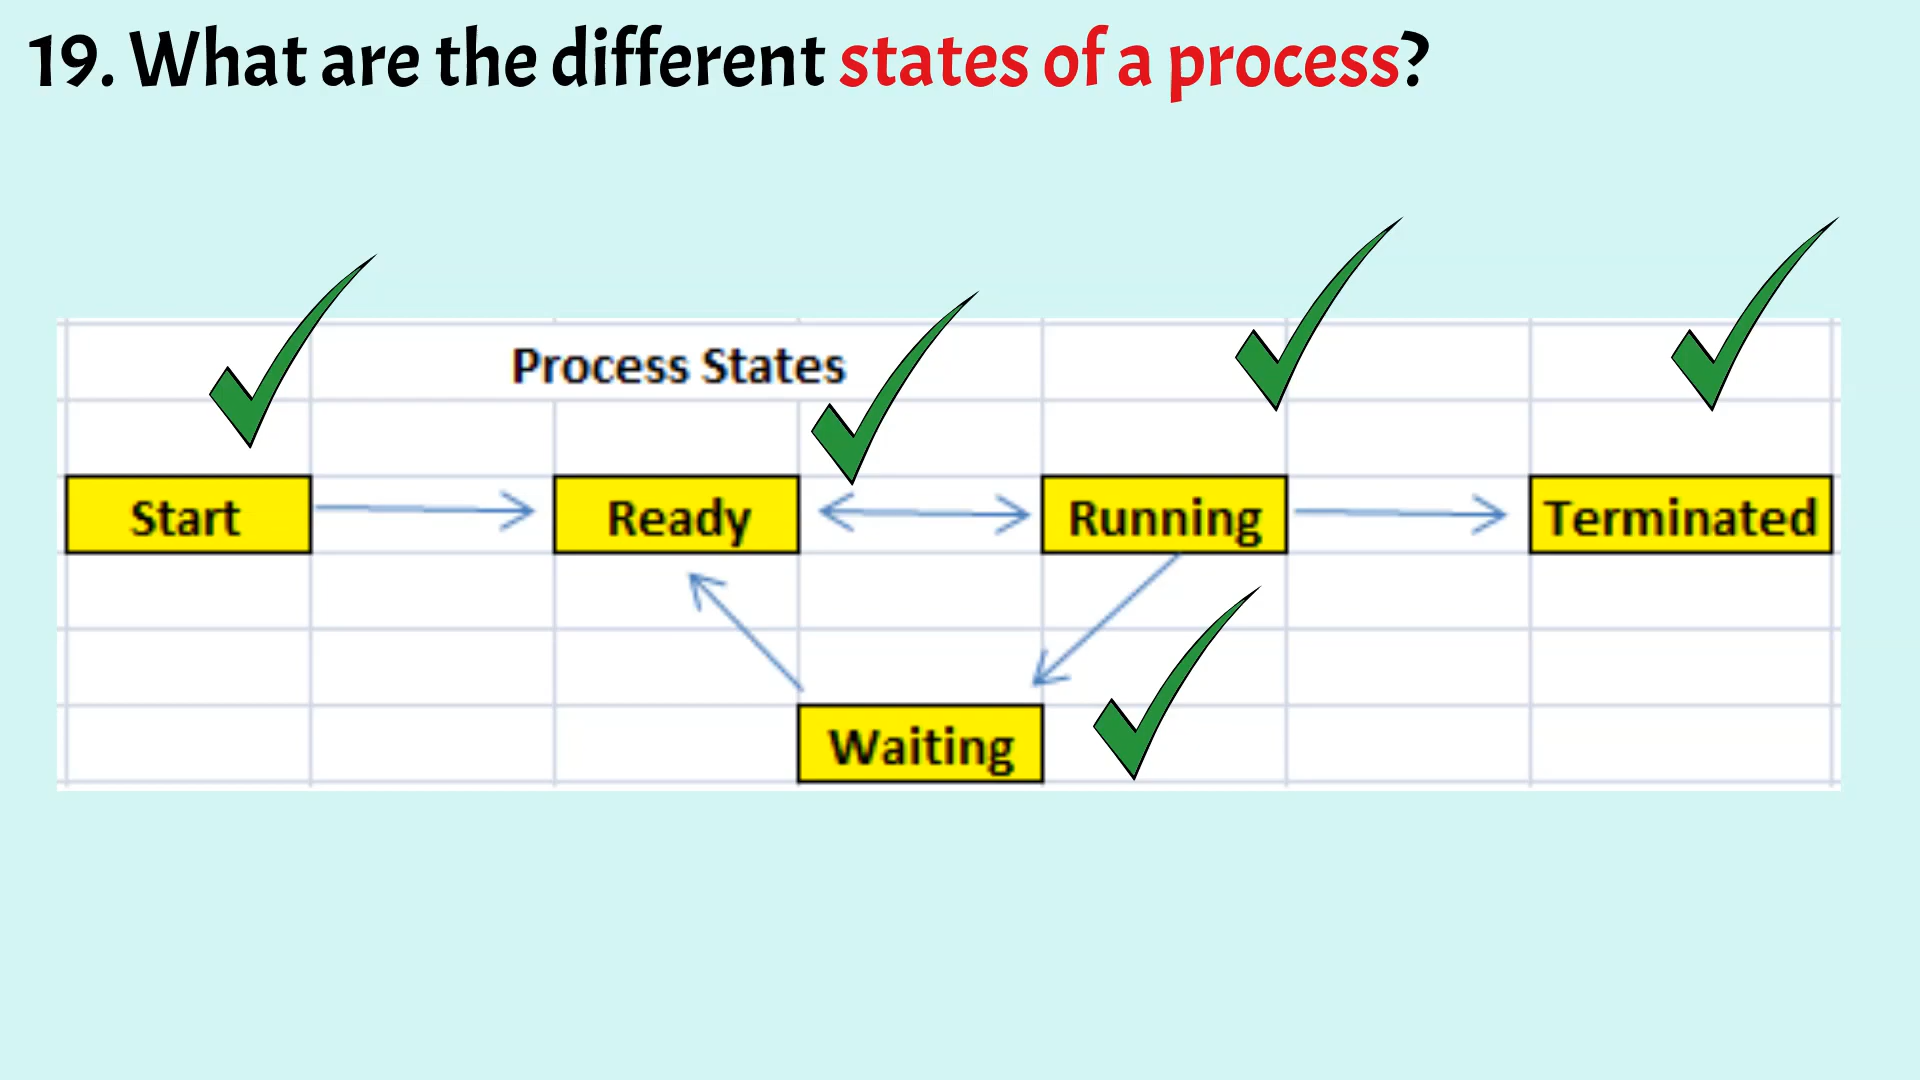 19. What are the different states of a process?
Process States
Start
Ready
Running
Terminated
Waiting